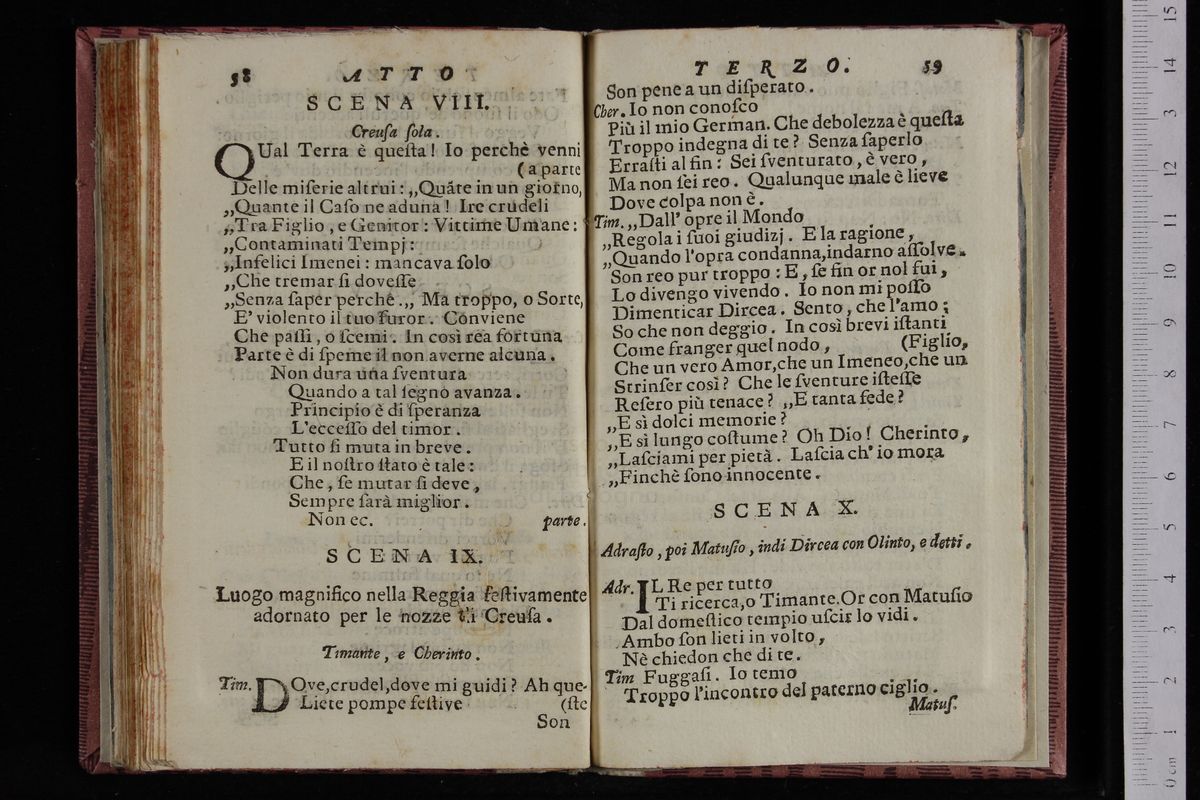 58 ATTO
SCENA VIII.
Creuſa ſola.
QUal Terra è queſta! Io perchè venni
(a parte
Delle miſerie altrui: „Quãte in un giorno,
„Quante il Caſo ne aduna! Ire crudeli
„Tra Figlio, e Genitor: Vittime Umane:
„Contaminati Tempj:
„Infelici Imenei: mancava ſolo
„Che tremar ſi doveſſe
„Senza ſaper perchè.„ Ma troppo, o Sorte,
E' violento il tuo furor. Conviene
Che paſſi, o ſcemi. In così rea fortuna
Parte è di ſpeme il non averne alcuna.
Non dura una ſventura
Quando a tal ſegno avanza.
Principio è di ſperanza
L'ecceſſo del timor.
Tutto ſi muta in breve.
E il noſtro ſtato è tale:
Che, ſe mutar ſi deve,
Sempre ſarà miglior.
Non ec. parte.
SCENA IX.
Luogo magnifico nella Reggia feſtivamente
adornato per le nozze di Creuſa.
Timante, e Cherinto.
Tim. DOve,crudel,dove mi guidi? Ah que-
Liete pompe feſtive (ſte
Son
TERZO. 59
Son pene a un diſperato.
Cher. Io non conoſco
Più il mio German. Che debolezza è queſta
Troppo indegna di te? Senza ſaperlo
Erraſti al fin: Sei ſventurato, è vero,
Ma non ſei reo. Qualunque male è lieve
Dove colpa non è.
Tim. „Dall' opre il Mondo
„Regola i ſuoi giudizj. E la ragione,
„Quando l'opra condanna,indarno aſſolve.
Son reo pur troppo: E, ſe fin or nol fui,
Lo divengo vivendo. Io non mi poſſo
Dimenticar Dircea. Sento, che l'amo;
So che non deggio. In così brevi iſtanti
Come franger quel nodo, (Figlio,
Che un vero Amor,che un Imeneo,che un
Strinſer così? Che le ſventure iſteſſe
Reſero più tenace? „E tanta fede?
„E sì dolci memorie?
„E sì lungo coſtume? Oh Dio! Cherinto,
„Laſciami per pietà. Laſcia ch' io mora
„Finchè ſono innocente.
SCENA X.
Adraſto, poi Matuſio, indi Dircea con Olinto, e detti.
Adr. IL Re per tutto
Ti ricerca,o Timante.Or con Matuſio
Dal domeſtico tempio uſcir lo vidi.
Ambo ſon lieti in volto,
Nè chiedon che di te.
Tim Fuggaſi. Io temo
Troppo l'incontro del paterno ciglio.
Matuſ.